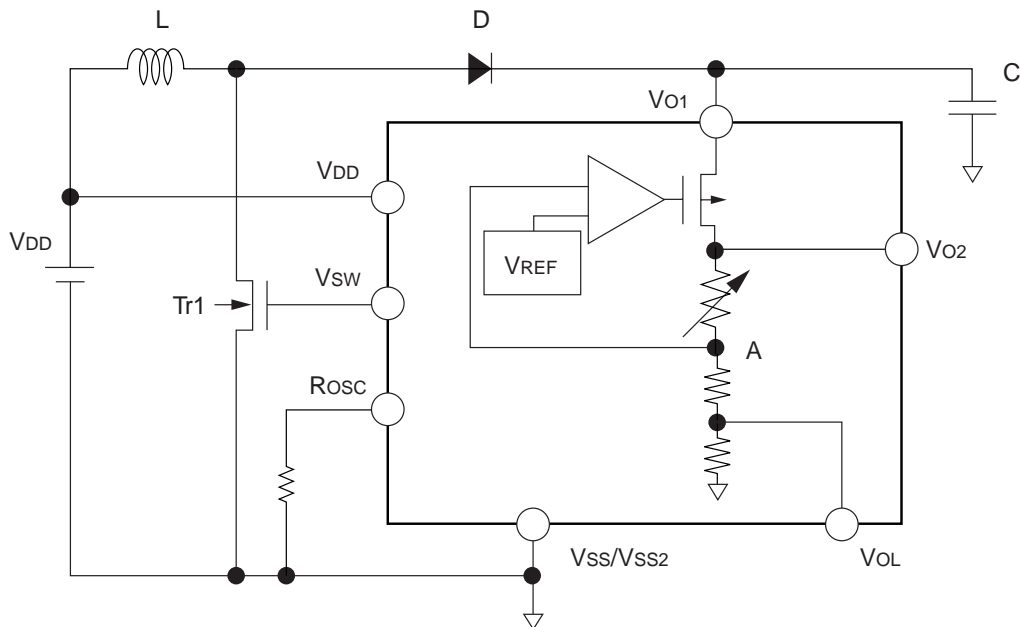 L
D
C
VO1
VDD
VDD
VREF
VO2
VSW
Tr1
A
ROSC
VSS/VSS2
VOL